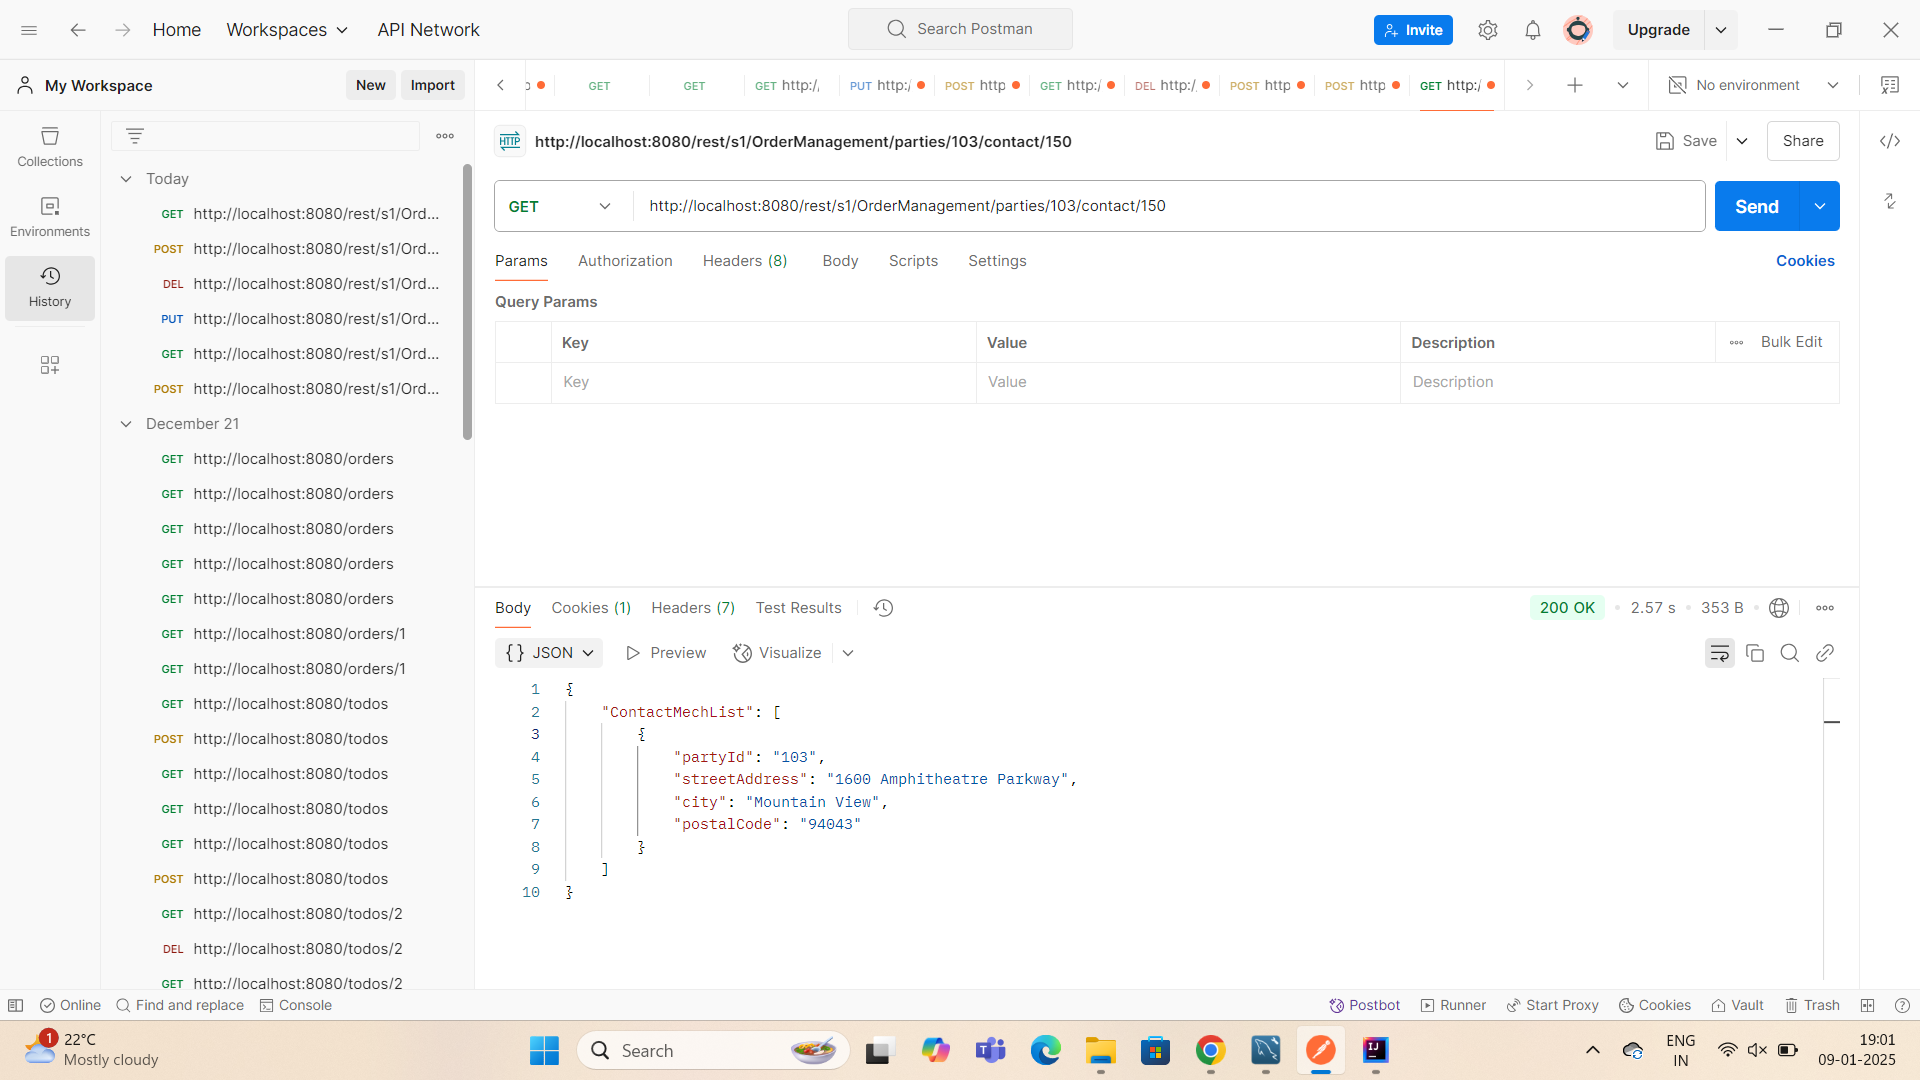 Home Workspaces API Network Search Postman Invite Upgrade
My Workspace New Import GET GET GET http:/ PUT http:/ POST http GET http:/ DEL http:/ POST http POST http GET http:/ No environment
Collections
Environments
History
Today
GET http://localhost:8080/rest/s1/Ord...
POST http://localhost:8080/rest/s1/Ord...
DEL http://localhost:8080/rest/s1/Ord...
PUT http://localhost:8080/rest/s1/Ord...
GET http://localhost:8080/rest/s1/Ord...
POST http://localhost:8080/rest/s1/Ord...
December 21
GET http://localhost:8080/orders
GET http://localhost:8080/orders
GET http://localhost:8080/orders
GET http://localhost:8080/orders
GET http://localhost:8080/orders
GET http://localhost:8080/orders/1
GET http://localhost:8080/orders/1
GET http://localhost:8080/todos
POST http://localhost:8080/todos
GET http://localhost:8080/todos
GET http://localhost:8080/todos
GET http://localhost:8080/todos
POST http://localhost:8080/todos
GET http://localhost:8080/todos/2
DEL http://localhost:8080/todos/2
GET http://localhost:8080/todos/2
HTTP http://localhost:8080/rest/s1/OrderManagement/parties/103/contact/150 Save Share
GET http://localhost:8080/rest/s1/OrderManagement/parties/103/contact/150 Send
Params Authorization Headers (8) Body Scripts Settings Cookies
Query Params
Key Value Description Bulk Edit
Key Value Description
Body Cookies (1) Headers (7) Test Results 200 OK 2.57 s 353 B
{} JSON Preview Visualize
1 {
2 "ContactMechList": [
3 {
4 "partyId": "103",
5 "streetAddress": "1600 Amphitheatre Parkway",
6 "city": "Mountain View",
7 "postalCode": "94043"
8 }
9 ]
10 }
Online Find and replace Console Postbot Runner Start Proxy Cookies Vault Trash
1 22°C
Mostly cloudy
Search
ENG
IN
19:01
09-01-2025